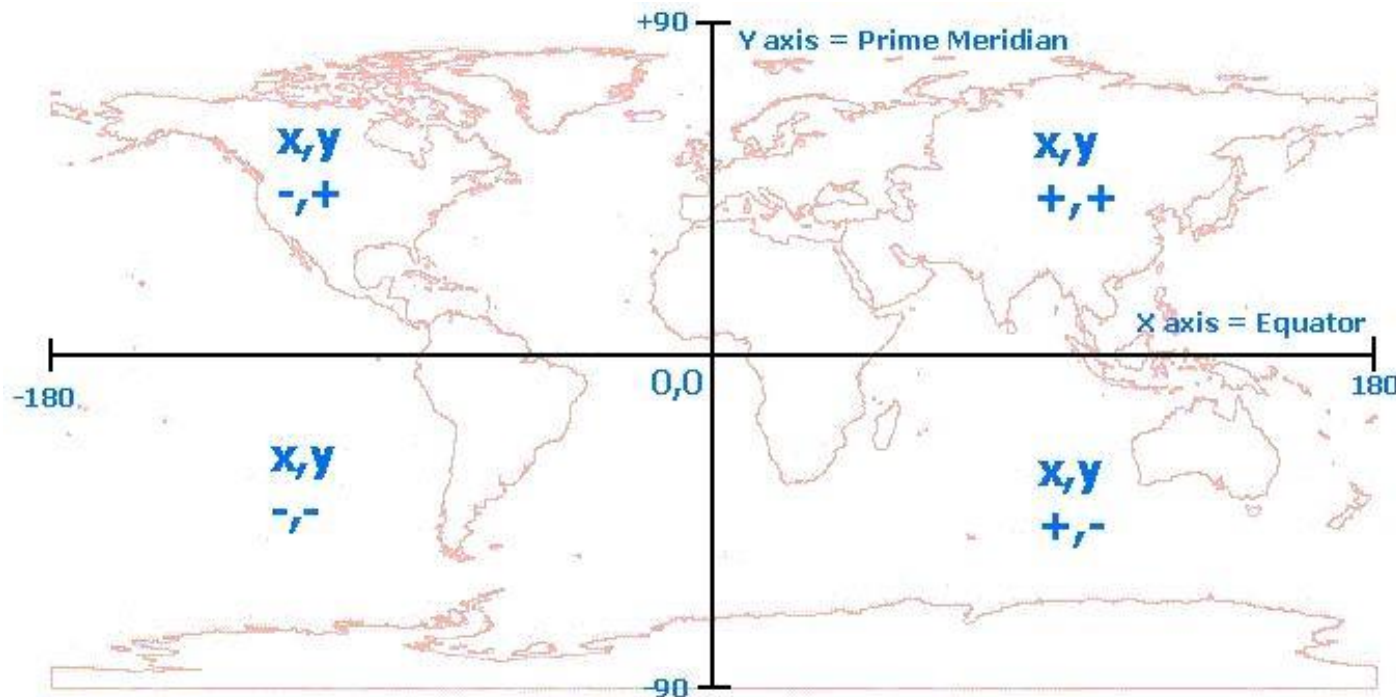 +90
Y axis = Prime Meridian
x,y
-,+
x,y
+,+
X axis = Equator
-180
0,0
180
x,y
-,-
x,y
+,-
-90